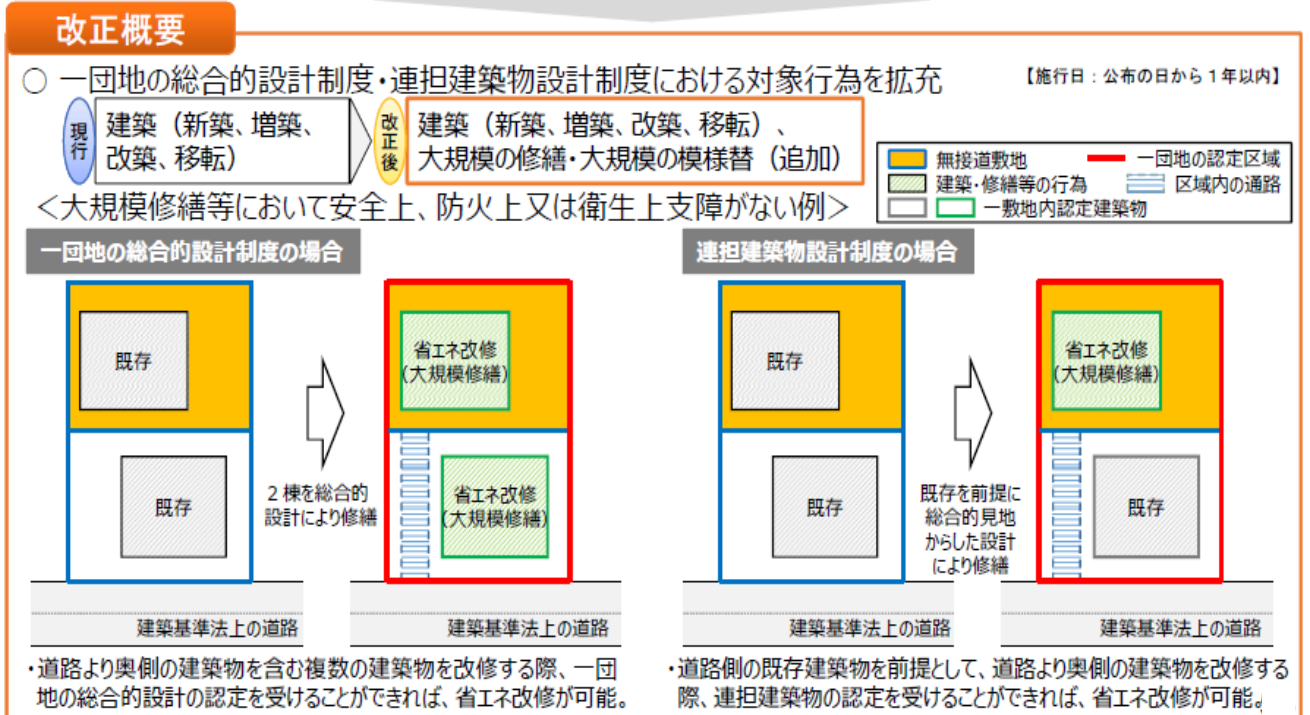 改正概要
○ 一団地の総合的設計制度・連担建築物設計制度における対象行為を拡充
【施行日：公布の日から１年以内】
現行
建築（新築、増築、
改築、移転）
改正後
建築（新築、増築、改築、移転）、
大規模の修繕・大規模の模様替（追加）
無接道敷地
一団地の認定区域
建築・修繕等の行為
区域内の通路
一敷地内認定建築物
＜大規模修繕等において安全上、防火上又は衛生上支障がない例＞
一団地の総合的設計制度の場合
既存
既存
２棟を総合的
設計により修繕
省エネ改修
(大規模修繕)
省エネ改修
(大規模修繕)
建築基準法上の道路
建築基準法上の道路
・道路より奥側の建築物を含む複数の建築物を改修する際、一団
地の総合的設計の認定を受けることができれば、省エネ改修が可能。
連担建築物設計制度の場合
既存
既存
既存を前提に
総合的見地
からした設計
により修繕
省エネ改修
(大規模修繕)
既存
建築基準法上の道路
建築基準法上の道路
・道路側の既存建築物を前提として、道路より奥側の建築物を改修する
際、連担建築物の認定を受けることができれば、省エネ改修が可能。